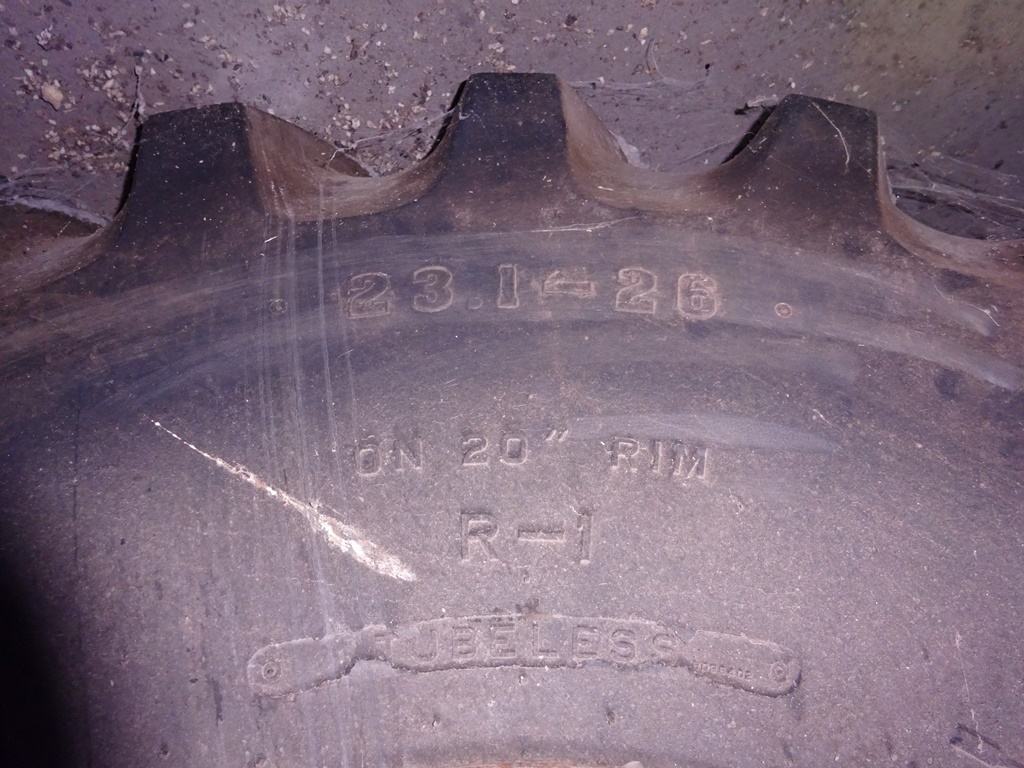 23.1-26
ON 20" RIM
R-1
TUBELESS